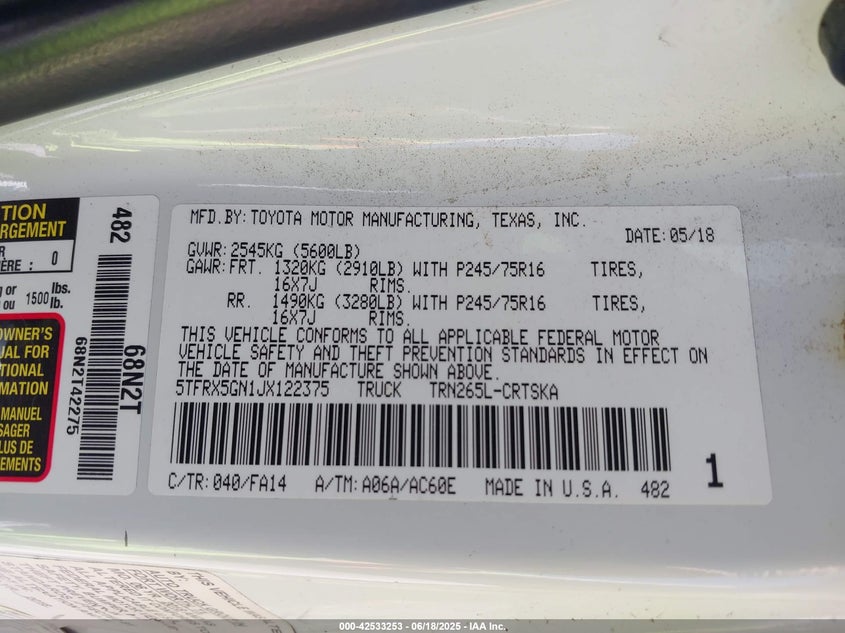 MFD.BY: TOYOTA MOTOR MANUFACTURING, TEXAS, INC.
DATE: 05/18
GVWR: 2545KG (5600LB)
GAWR: FRT. 1320KG (2910LB) WITH P245/75R16 TIRES,
16X7J RIMS.
RR. 1490KG (3280LB) WITH P245/75R16 TIRES,
16X7J RIMS.
THIS VEHICLE CONFORMS TO ALL APPLICABLE FEDERAL MOTOR
VEHICLE SAFETY AND THEFT PREVENTION STANDARDS IN EFFECT ON
THE DATE OF MANUFACTURE SHOWN ABOVE.
5TFRX5GN1JX122375 TRUCK TRN265L-CRTSKA
C/TR: 040/FA14 A/TM: A06A/AC60E MADE IN U.S.A. 482
1
482
68N2T
68N2T42275
TION
RGEMENT
R
ÈRE : 0
g or
ou 1500 lbs.
lb.
OWNER'S
UAL FOR
TIONAL
MATION
MANUEL
SAGER
LUS DE
EMENTS
000-42533253 - 06/18/2025 - IAA Inc.